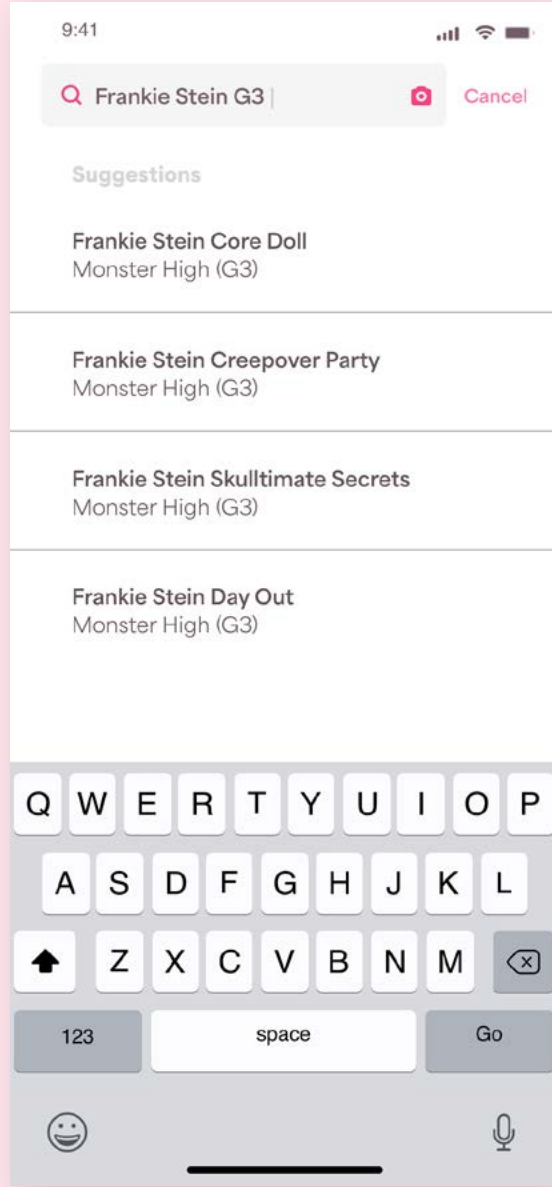 9:41
Frankie Stein G3
Cancel
Suggestions
Frankie Stein Core Doll
Monster High (G3)
Frankie Stein Creepover Party
Monster High (G3)
Frankie Stein Skulltimate Secrets
Monster High (G3)
Frankie Stein Day Out
Monster High (G3)
Q W E R T Y U I O P
A S D F G H J K L
Z X C V B N M
123 space Go